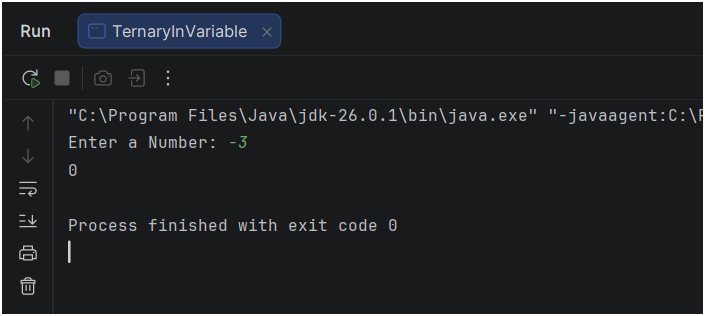 Run TernaryInVariable
"C:\Program Files\Java\jdk-26.0.1\bin\java.exe" "-javaagent:C:\P
Enter a Number: -3
0
Process finished with exit code 0